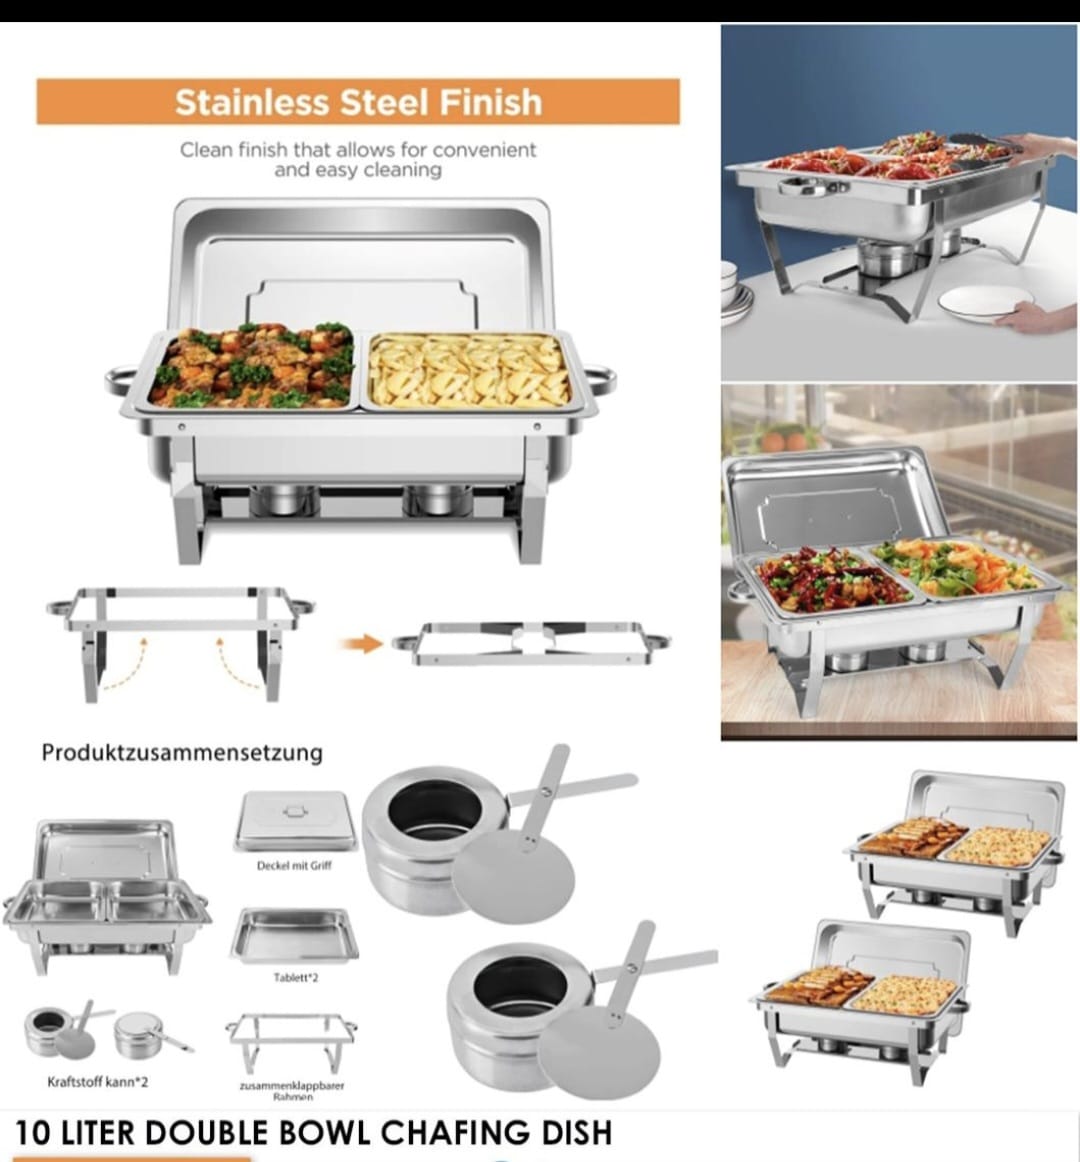 Stainless Steel Finish
Clean finish that allows for convenient
and easy cleaning
Produktzusammensetzung
Deckel mit Griff
Tablett*2
Kraftstoff kann*2
zusammenklappbarer
Rahmen
10 LITER DOUBLE BOWL CHAFING DISH